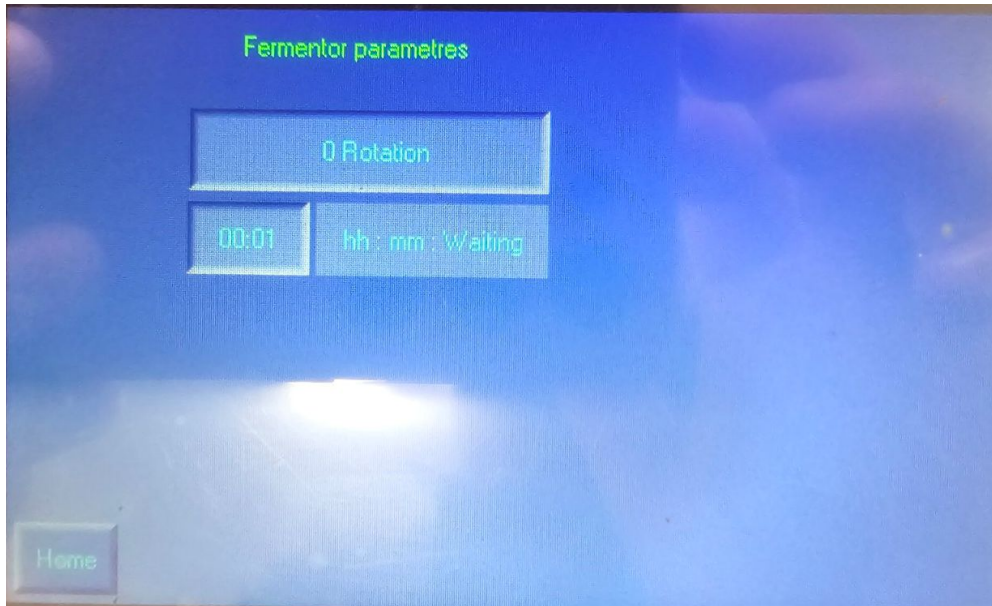 Fermentor parametres
0 Rotation
00:01 hh : mm : Waiting
Home